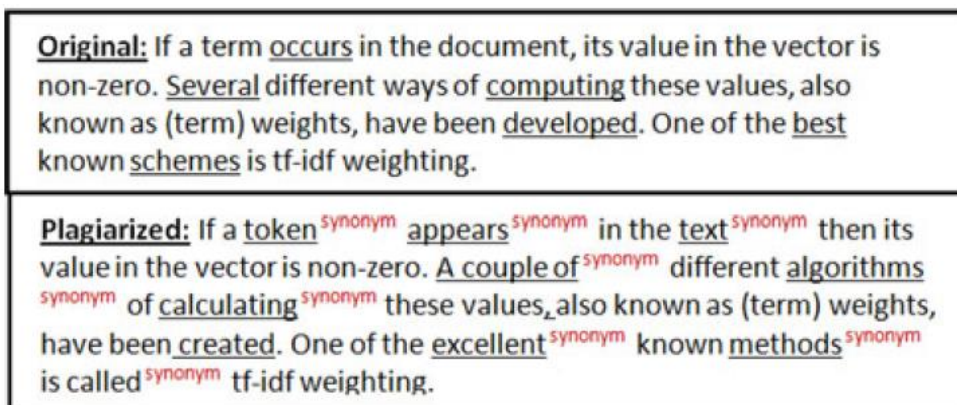 Original: If a term occurs in the document, its value in the vector is
non-zero. Several different ways of computing these values, also
known as (term) weights, have been developed. One of the best
known schemes is tf-idf weighting.
Plagiarized: If a token synonym appears synonym in the text synonym then its
value in the vector is non-zero. A couple of synonym different algorithms
synonym of calculating synonym these values, also known as (term) weights,
have been created. One of the excellent synonym known methods synonym
is called synonym tf-idf weighting.